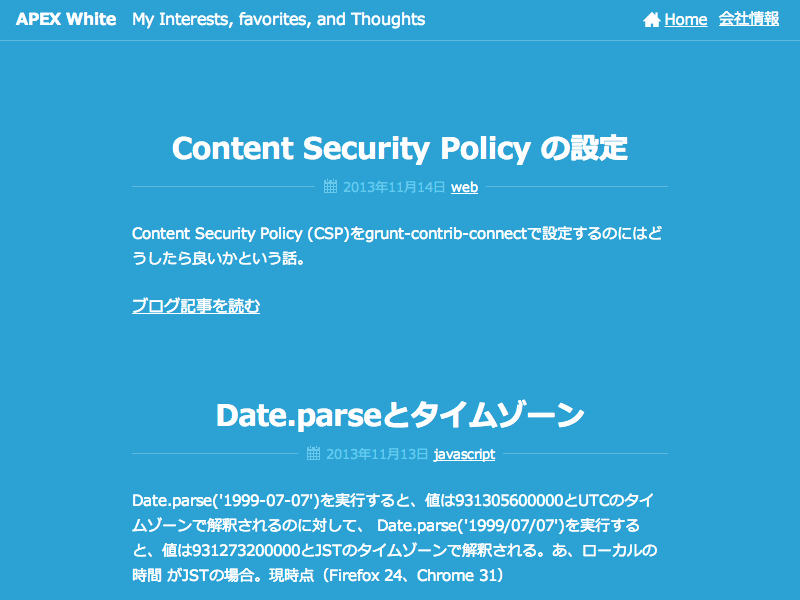 APEX White My Interests, favorites, and Thoughts Home 会社情報
Content Security Policy の設定
2013年11月14日 web
Content Security Policy (CSP)をgrunt-contrib-connectで設定するのにはど
うしたら良いかという話。
ブログ記事を読む
Date.parseとタイムゾーン
2013年11月13日 javascript
Date.parse('1999-07-07')を実行すると、値は931305600000とUTCのタイ
ムゾーンで解釈されるのに対して、 Date.parse('1999/07/07')を実行する
と、値は931273200000とJSTのタイムゾーンで解釈される。あ、ローカルの
時間 がJSTの場合。現時点（Firefox 24、Chrome 31）